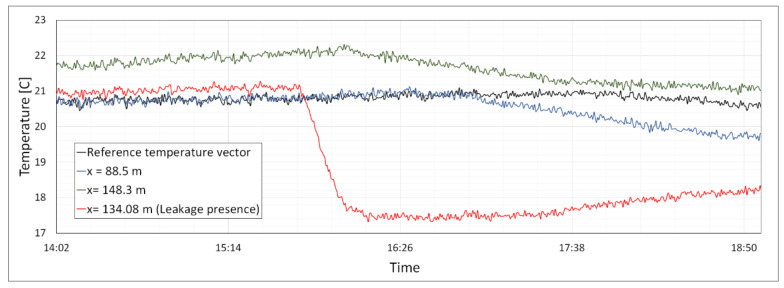 23
22
21
20
19
18
17
Temperature [C]
Reference temperature vector
x = 88.5 m
x= 148.3 m
x= 134.08 m (Leakage presence)
14:02 15:14 16:26 17:38 18:50
Time